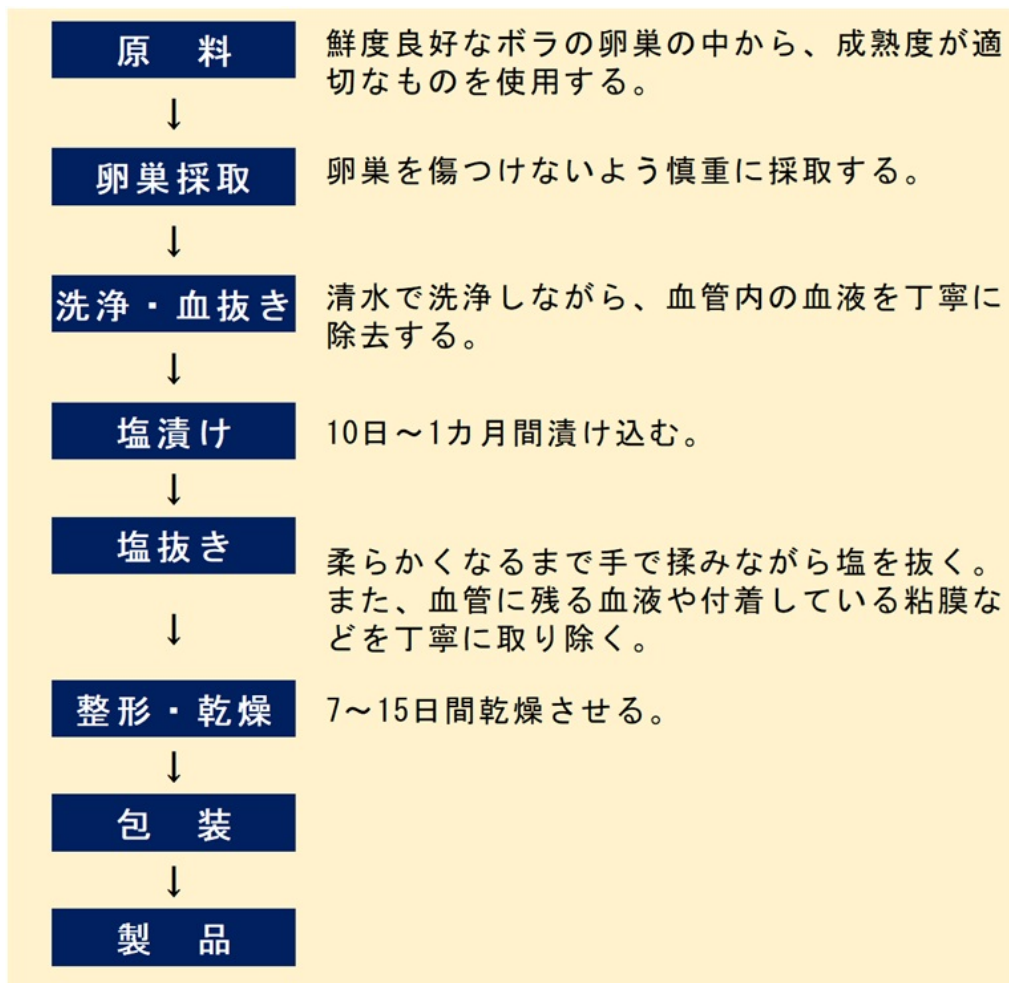 原　料
鮮度良好なボラの卵巣の中から、成熟度が適
切なものを使用する。
↓
卵巣採取
卵巣を傷つけないよう慎重に採取する。
↓
洗浄・血抜き
清水で洗浄しながら、血管内の血液を丁寧に
除去する。
↓
塩漬け
10日～1カ月間漬け込む。
↓
塩抜き
柔らかくなるまで手で揉みながら塩を抜く。
また、血管に残る血液や付着している粘膜な
どを丁寧に取り除く。
↓
整形・乾燥
7～15日間乾燥させる。
↓
包　装
↓
製　品